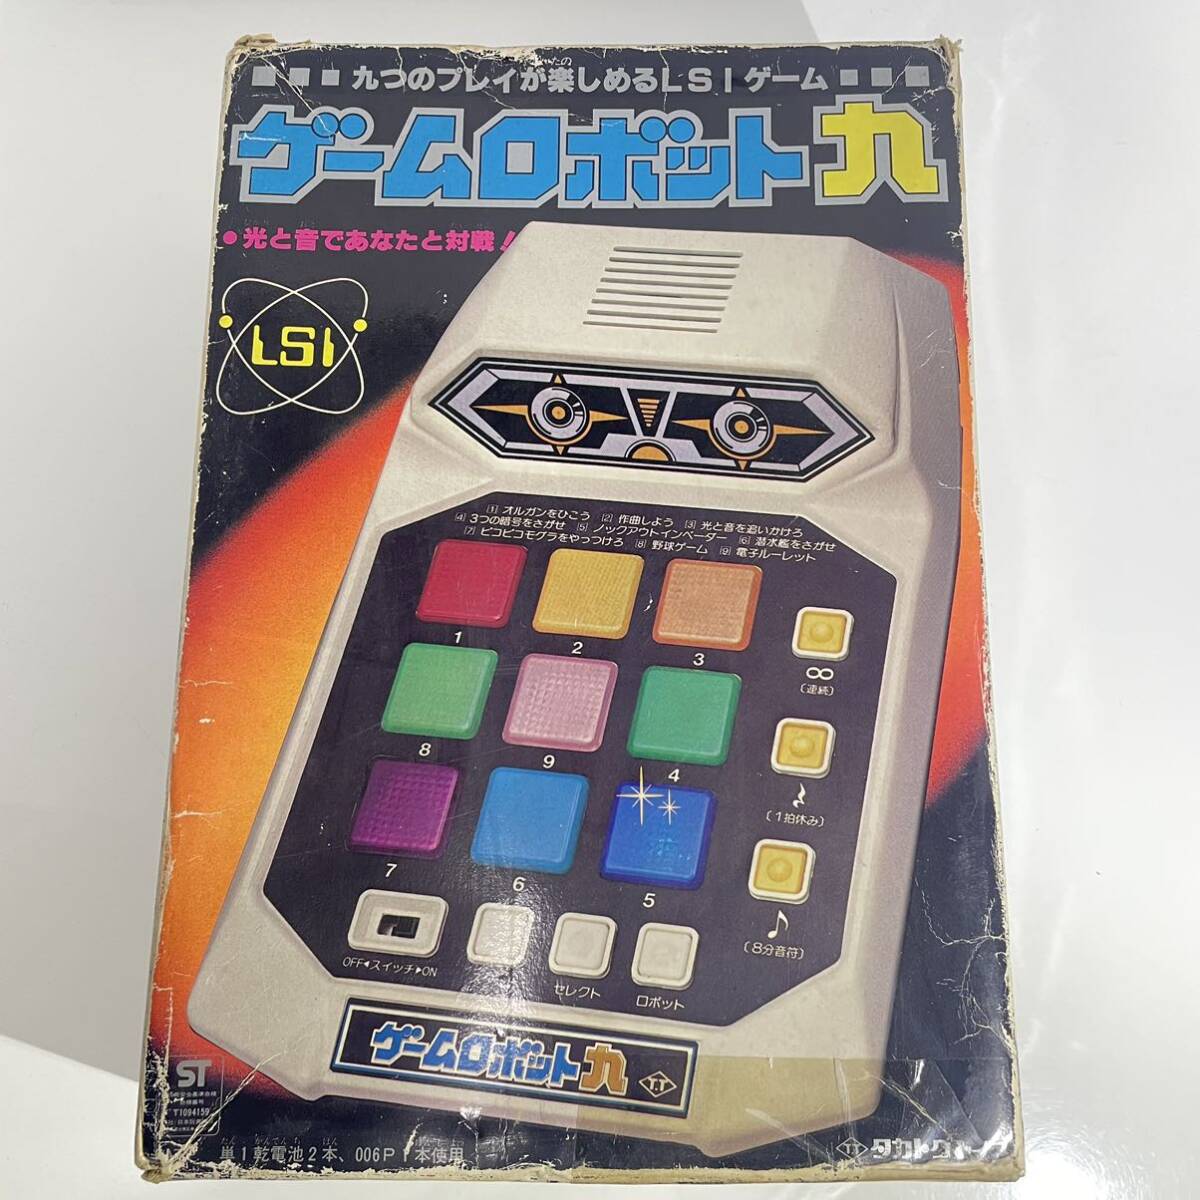 九つのプレイが楽しめるLSIゲーム
ゲームロボット九
●光と音であなたと対戦!
LSI
1 オルガンをひこう 2 作曲しよう 3 光と音を追いかけろ
4 3つの暗号をさがせ 5 ノックアウトインベーダー 6 潜水艦をさがせ
7 ピコピコモグラをやっつけろ 8 野球ゲーム 9 電子ルーレット
1
2
3
∞
(連続)
8
9
4
(1拍休み)
7
6
5
♪
(8分音符)
OFF◀スイッチ▶ON
セレクト
ロボット
ゲームロボット九
T.T
ST
T1094159
単1乾電池2本、006P1本使用
T.T タカトクトイ